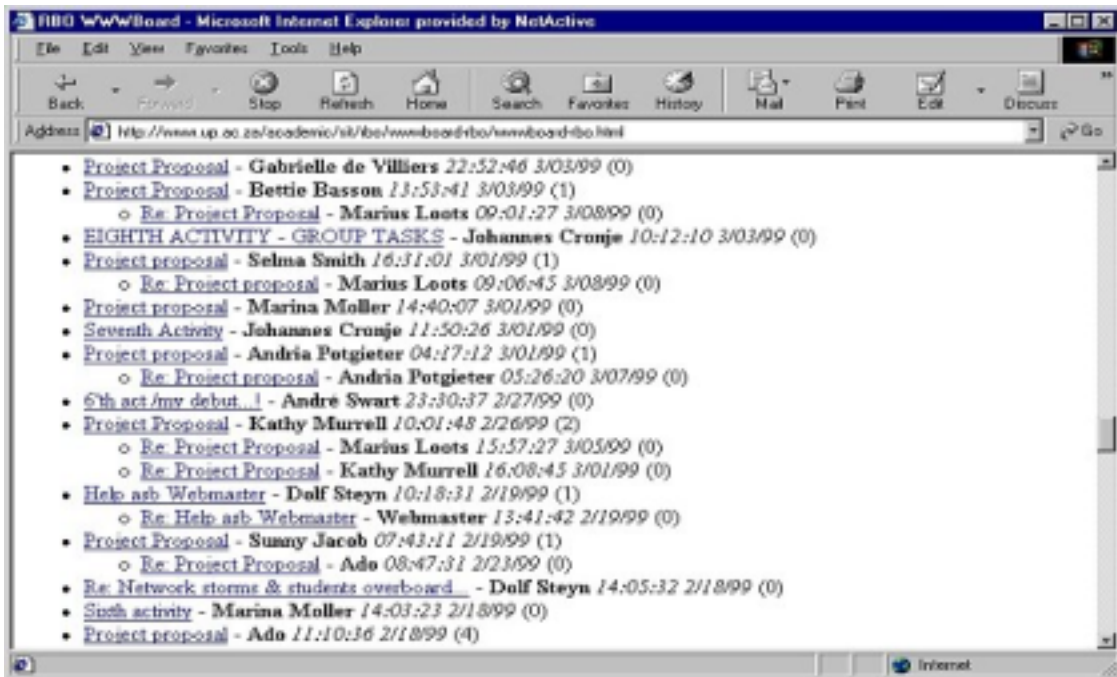 RBO WWWBoard - Microsoft Internet Explorer provided by NetActive
File Edit View Favorites Tools Help
Back Forward Stop Refresh Home Search Favorites History Mail Print Edit Discuss
Address http://www.up.ac.za/academic/sit/rbo/wwwboard-rbo/wwwboard-rbo.html Go
• Project Proposal - Gabrielle de Villiers 22:52:46 3/03/99 (0)
• Project Proposal - Bettie Basson 13:53:41 3/03/99 (1)
o Re: Project Proposal - Marius Loots 09:01:27 3/08/99 (0)
• EIGHTH ACTIVITY - GROUP TASKS - Johannes Cronje 10:12:10 3/03/99 (0)
• Project proposal - Selma Smith 16:31:01 3/01/99 (1)
o Re: Project proposal - Marius Loots 09:06:45 3/08/99 (0)
• Project proposal - Marina Moller 14:40:07 3/01/99 (0)
• Seventh Activity - Johannes Cronje 11:50:26 3/01/99 (0)
• Project proposal - Andria Potgieter 04:17:12 3/01/99 (1)
o Re: Project proposal - Andria Potgieter 05:26:20 3/07/99 (0)
• 6'th act /my debut...! - André Swart 23:30:37 2/27/99 (0)
• Project Proposal - Kathy Murrell 10:01:48 2/26/99 (2)
o Re: Project Proposal - Marius Loots 15:57:27 3/05/99 (0)
o Re: Project Proposal - Kathy Murrell 16:08:45 3/01/99 (0)
• Help asb Webmaster - Dolf Steyn 10:18:31 2/19/99 (1)
o Re: Help asb Webmaster - Webmaster 13:41:42 2/19/99 (0)
• Project Proposal - Sunny Jacob 07:43:11 2/19/99 (1)
o Re: Project Proposal - Ado 08:47:31 2/23/99 (0)
• Re: Network storms & students overboard... - Dolf Steyn 14:05:32 2/18/99 (0)
• Sixth activity - Marina Moller 14:03:23 2/18/99 (0)
• Project proposal - Ado 11:10:36 2/18/99 (4)
Internet